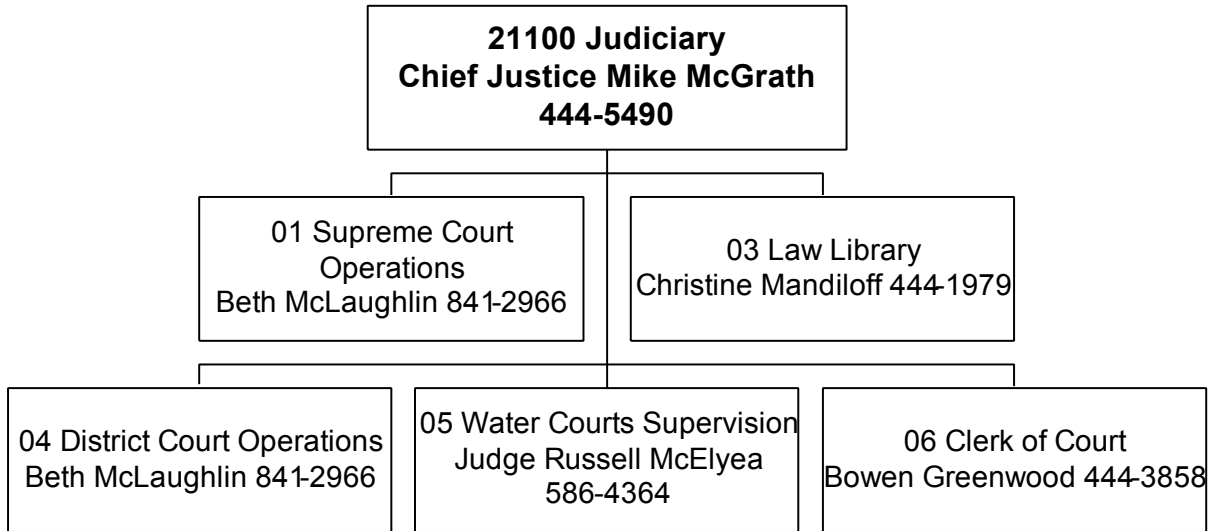 21100 Judiciary
Chief Justice Mike McGrath
444-5490
01 Supreme Court
Operations
Beth McLaughlin 841-2966
03 Law Library
Christine Mandiloff 444-1979
04 District Court Operations
Beth McLaughlin 841-2966
05 Water Courts Supervision
Judge Russell McElyea
586-4364
06 Clerk of Court
Bowen Greenwood 444-3858